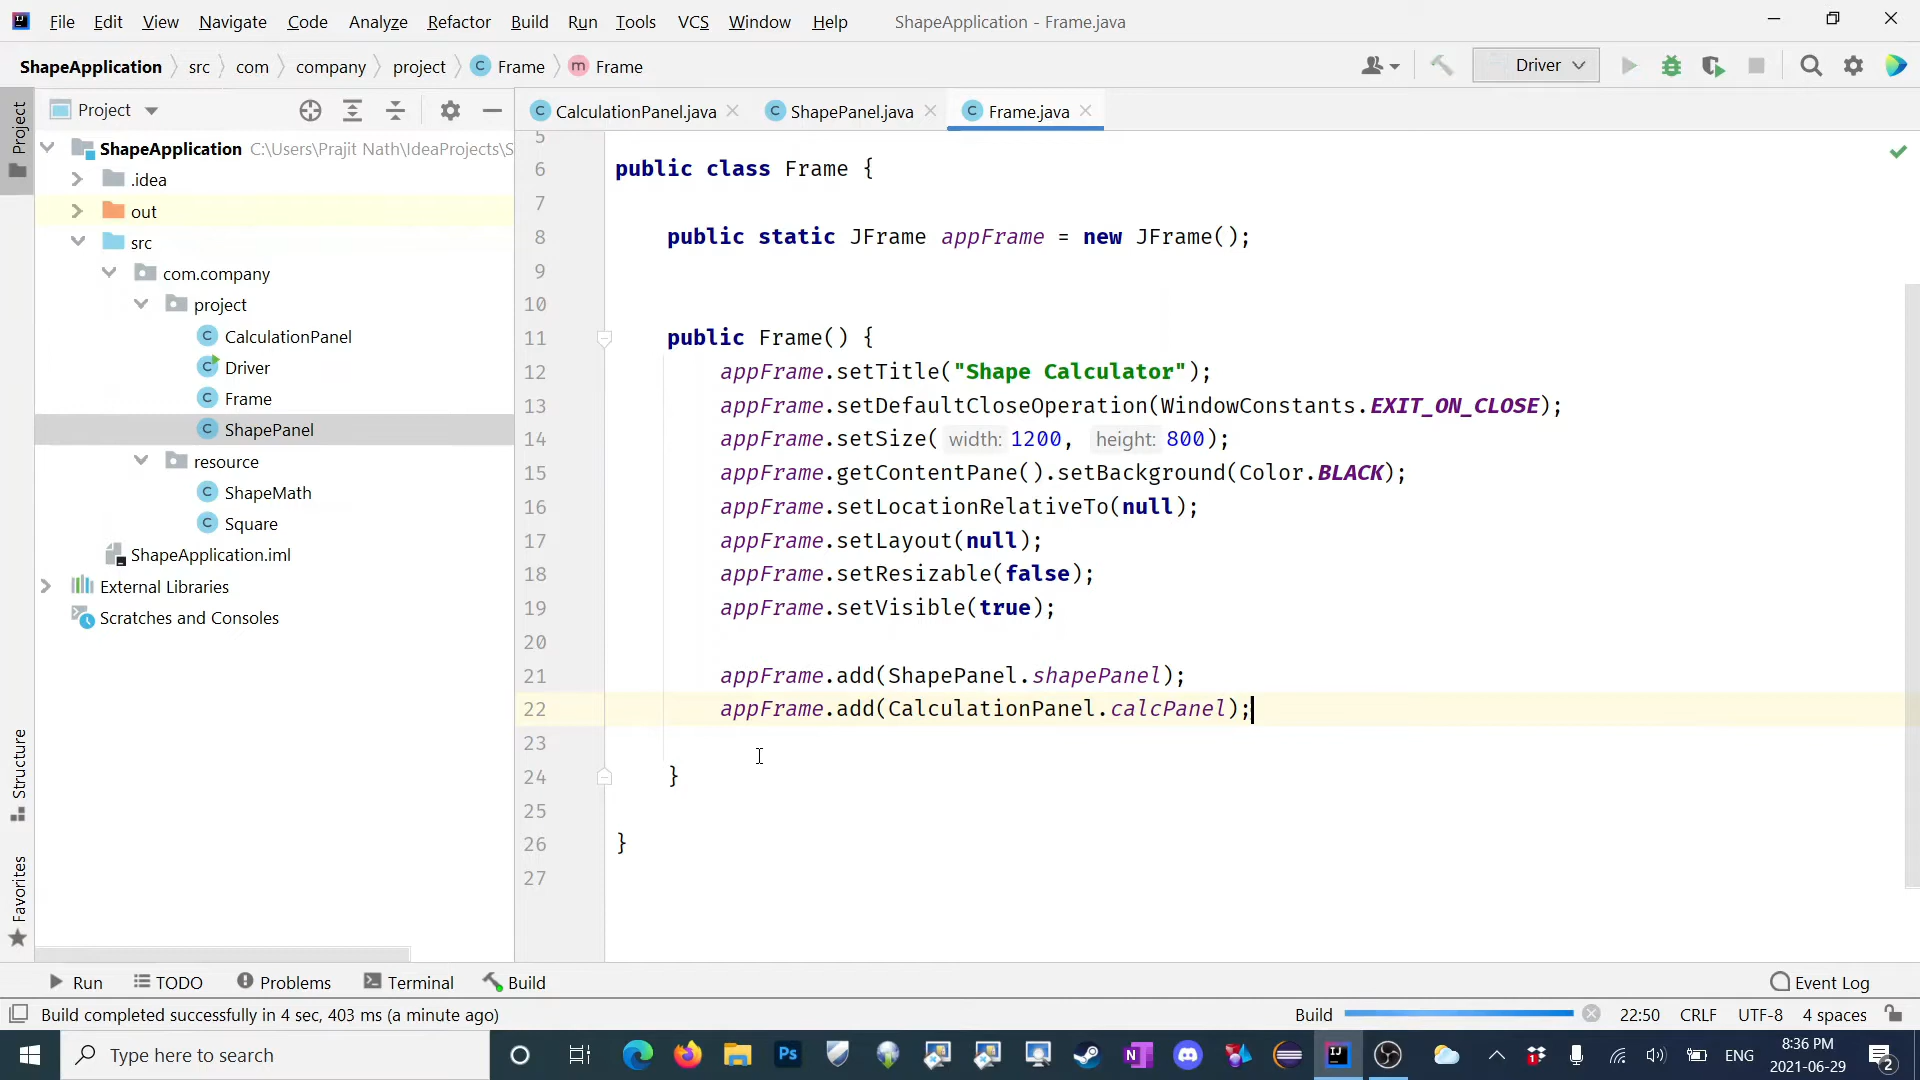 File Edit View Navigate Code Analyze Refactor Build Run Tools VCS Window Help ShapeApplication - Frame.java
ShapeApplication src com company project C Frame m Frame Driver
Project
Project
CalculationPanel.java ShapePanel.java Frame.java
ShapeApplication C:\Users\Prajit Nath\IdeaProjects\S
.idea
out
src
com.company
project
CalculationPanel
Driver
Frame
ShapePanel
resource
ShapeMath
Square
ShapeApplication.iml
External Libraries
Scratches and Consoles
Structure
Favorites
5
6 public class Frame {
7
8 public static JFrame appFrame = new JFrame();
9
10
11 public Frame() {
12 appFrame.setTitle("Shape Calculator");
13 appFrame.setDefaultCloseOperation(WindowConstants.EXIT_ON_CLOSE);
14 appFrame.setSize( width: 1200, height: 800);
15 appFrame.getContentPane().setBackground(Color.BLACK);
16 appFrame.setLocationRelativeTo(null);
17 appFrame.setLayout(null);
18 appFrame.setResizable(false);
19 appFrame.setVisible(true);
20
21 appFrame.add(ShapePanel.shapePanel);
22 appFrame.add(CalculationPanel.calcPanel);
23
24 }
25
26 }
27
Run TODO Problems Terminal Build Event Log
Build completed successfully in 4 sec, 403 ms (a minute ago) Build 22:50 CRLF UTF-8 4 spaces
Type here to search Ps N IJ 1 ENG 8:36 PM
2021-06-29 2